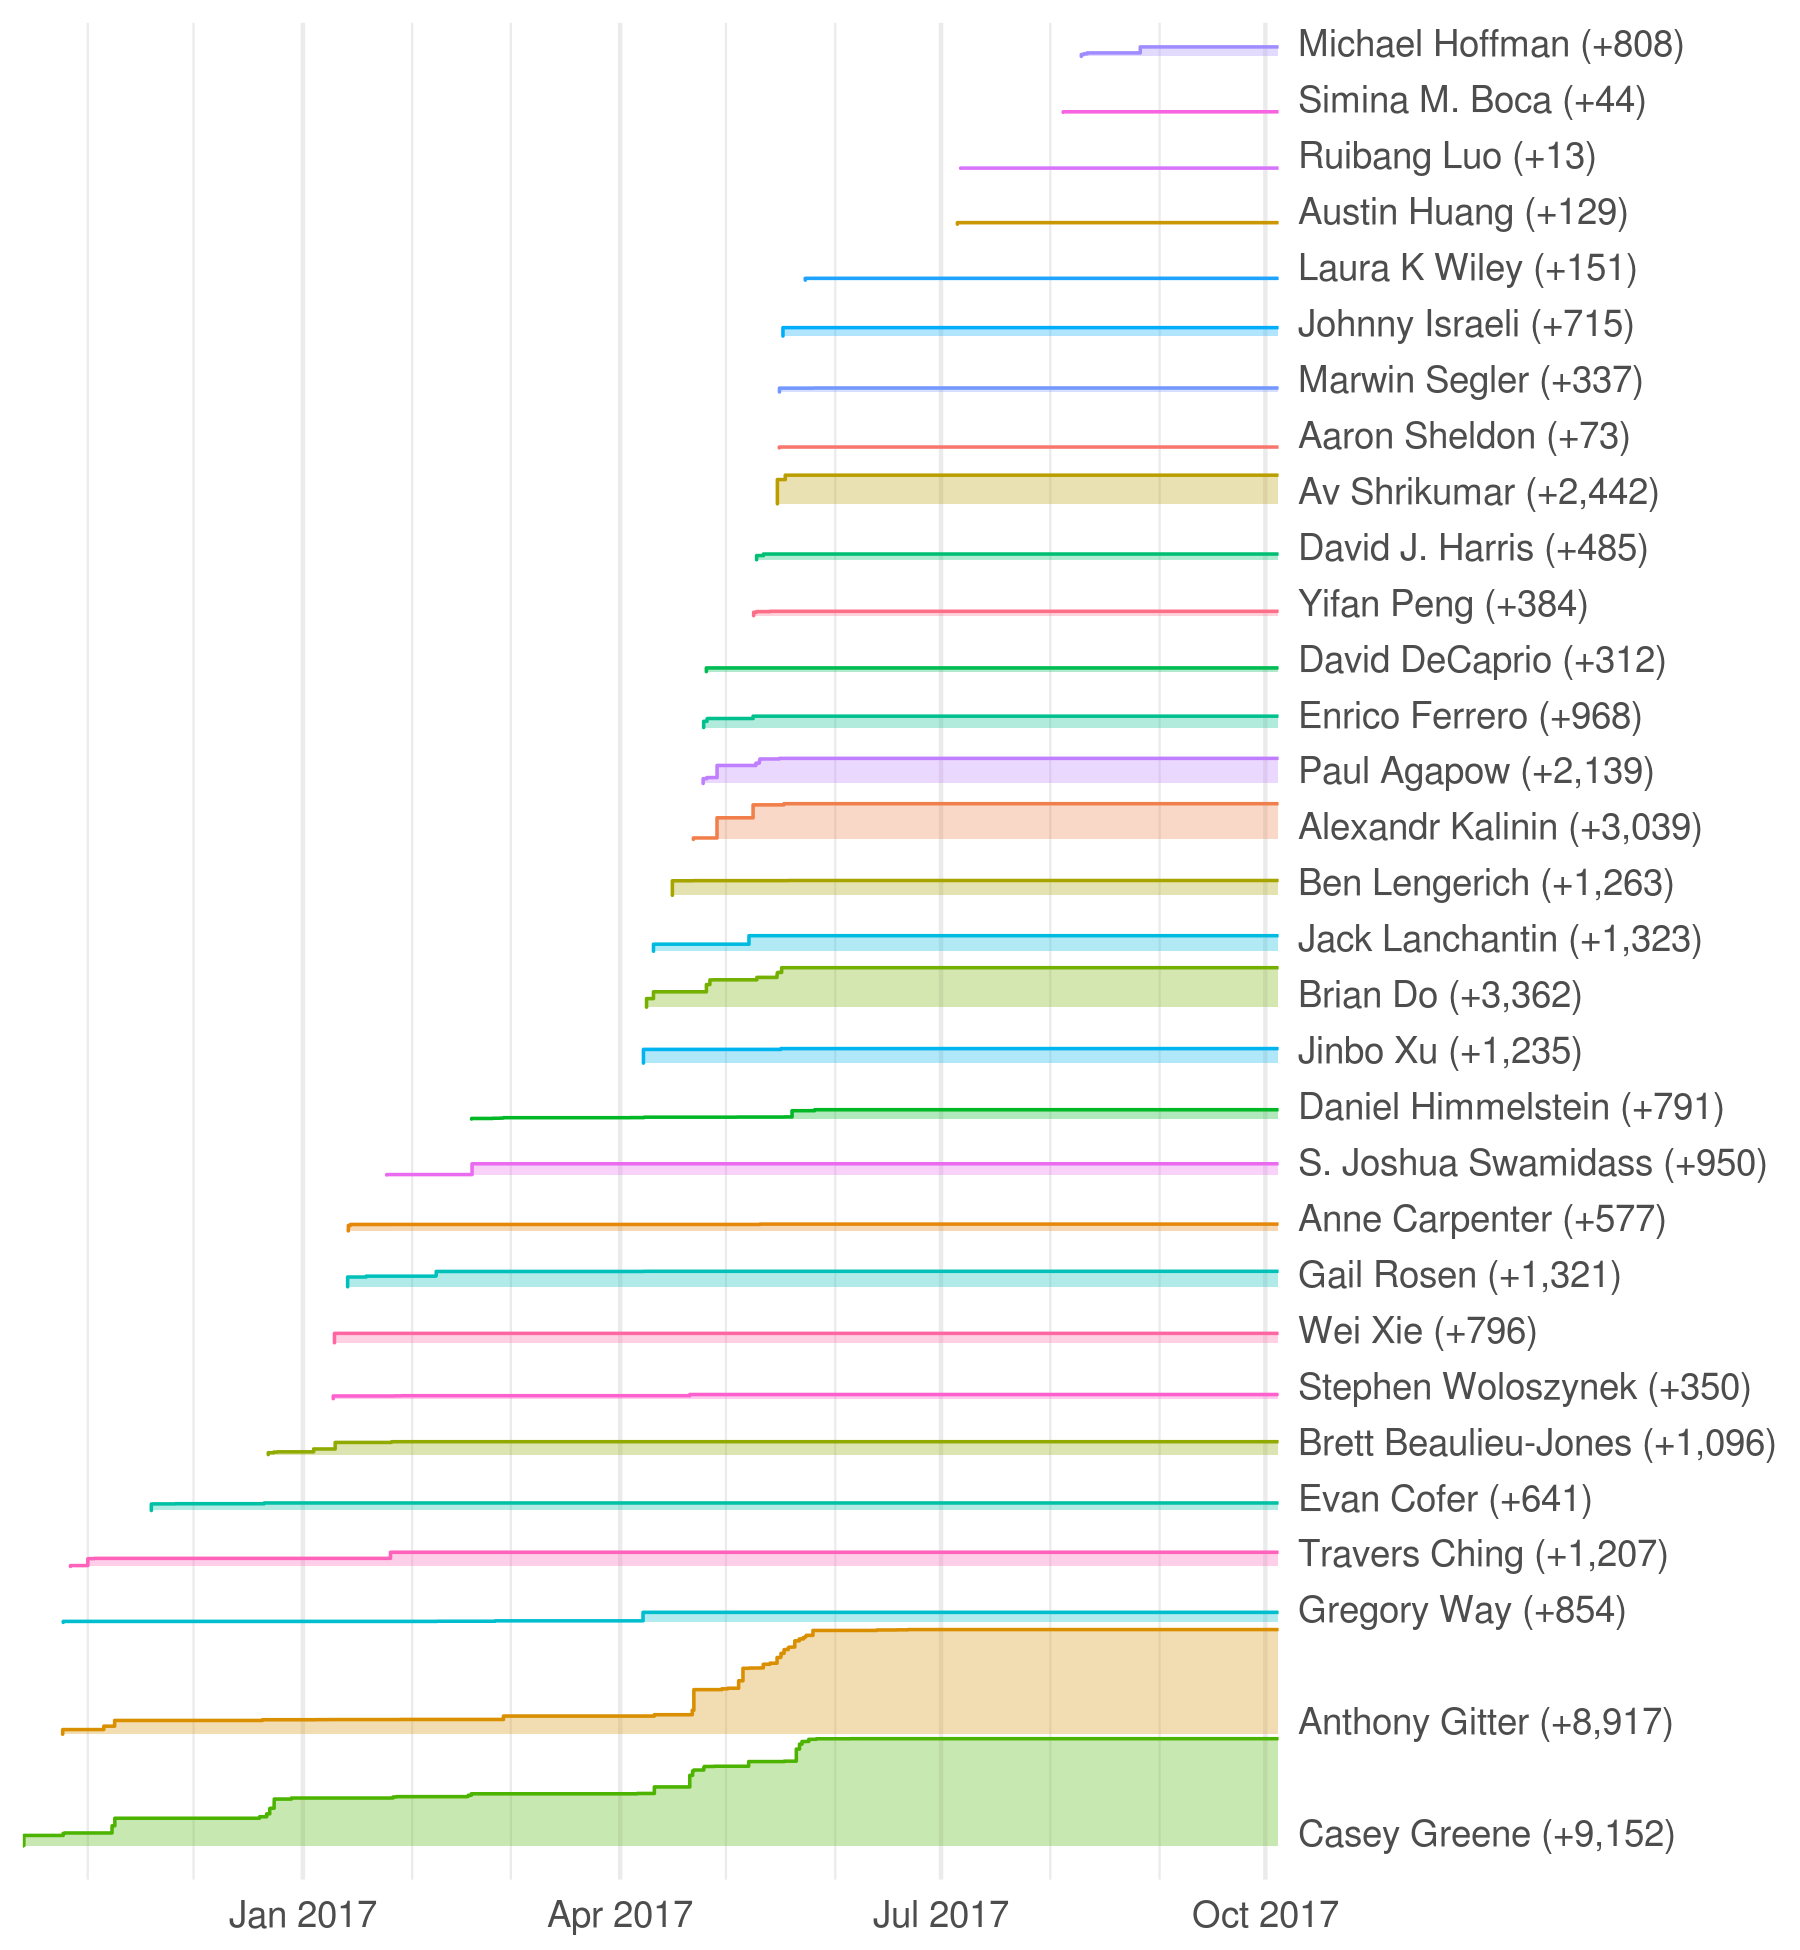 Michael Hoffman (+808)
Simina M. Boca (+44)
Ruibang Luo (+13)
Austin Huang (+129)
Laura K Wiley (+151)
Johnny Israeli (+715)
Marwin Segler (+337)
Aaron Sheldon (+73)
Av Shrikumar (+2,442)
David J. Harris (+485)
Yifan Peng (+384)
David DeCaprio (+312)
Enrico Ferrero (+968)
Paul Agapow (+2,139)
Alexandr Kalinin (+3,039)
Ben Lengerich (+1,263)
Jack Lanchantin (+1,323)
Brian Do (+3,362)
Jinbo Xu (+1,235)
Daniel Himmelstein (+791)
S. Joshua Swamidass (+950)
Anne Carpenter (+577)
Gail Rosen (+1,321)
Wei Xie (+796)
Stephen Woloszynek (+350)
Brett Beaulieu-Jones (+1,096)
Evan Cofer (+641)
Travers Ching (+1,207)
Gregory Way (+854)
Anthony Gitter (+8,917)
Casey Greene (+9,152)
Jan 2017 Apr 2017 Jul 2017 Oct 2017